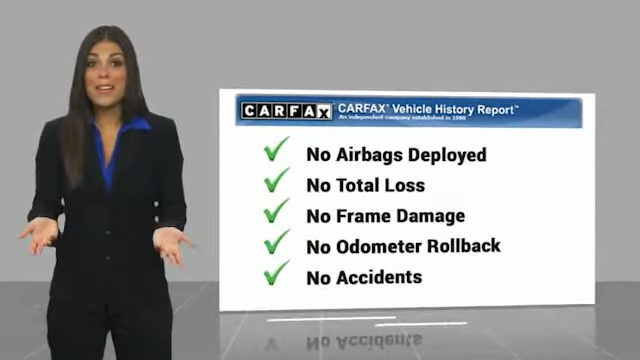 CARFAX CARFAX® Vehicle History Report™
An independent company established in 1986
No Airbags Deployed
No Total Loss
No Frame Damage
No Odometer Rollback
No Accidents